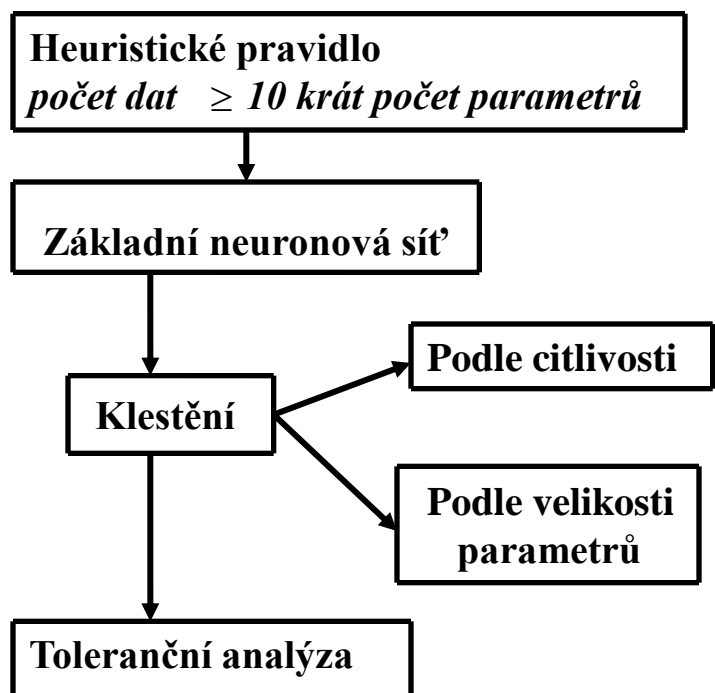 Heuristické pravidlo
počet dat ≥ 10 krát počet parametrů
Základní neuronová síť
Podle citlivosti
Klestění
Podle velikosti
parametrů
Toleranční analýza